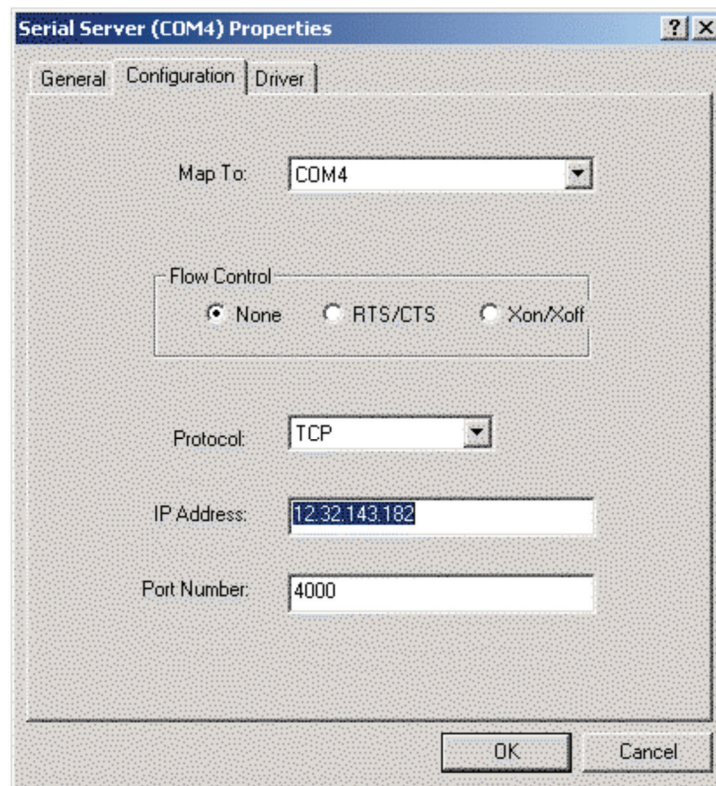 Serial Server (COM4) Properties
General Configuration Driver
Map To: COM4
Flow Control
None RTS/CTS Xon/Xoff
Protocol: TCP
IP Address: 12.32.143.182
Port Number: 4000
OK Cancel